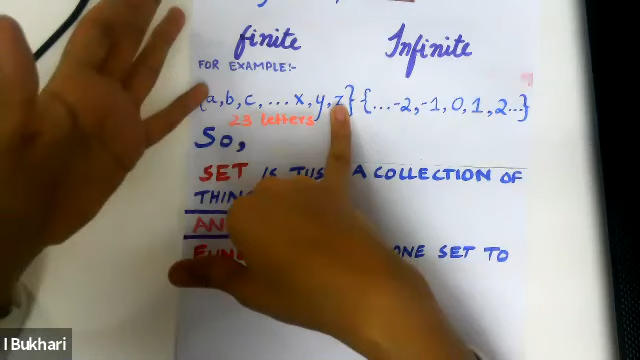 finite Infinite
FOR EXAMPLE:-
{a,b,c,...x,y,z} {...-2,-1,0,1,2...}
23 letters
So,
SET IS JUST A COLLECTION OF
ONE SET TO
I Bukhari